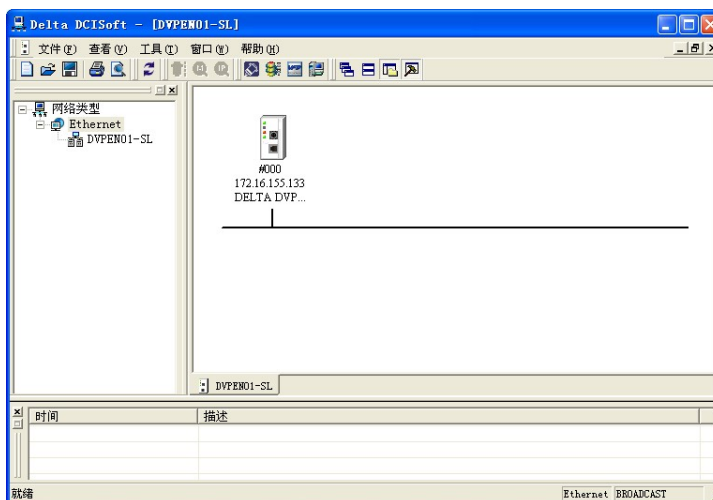 Delta DCISoft - [DVPEN01-SL]
文件(F) 查看(V) 工具(T) 窗口(W) 帮助(H)
网络类型
Ethernet
DVPEN01-SL
#000
172.16.155.133
DELTA DVP...
DVPEN01-SL
时间 描述
就绪 Ethernet BROADCAST